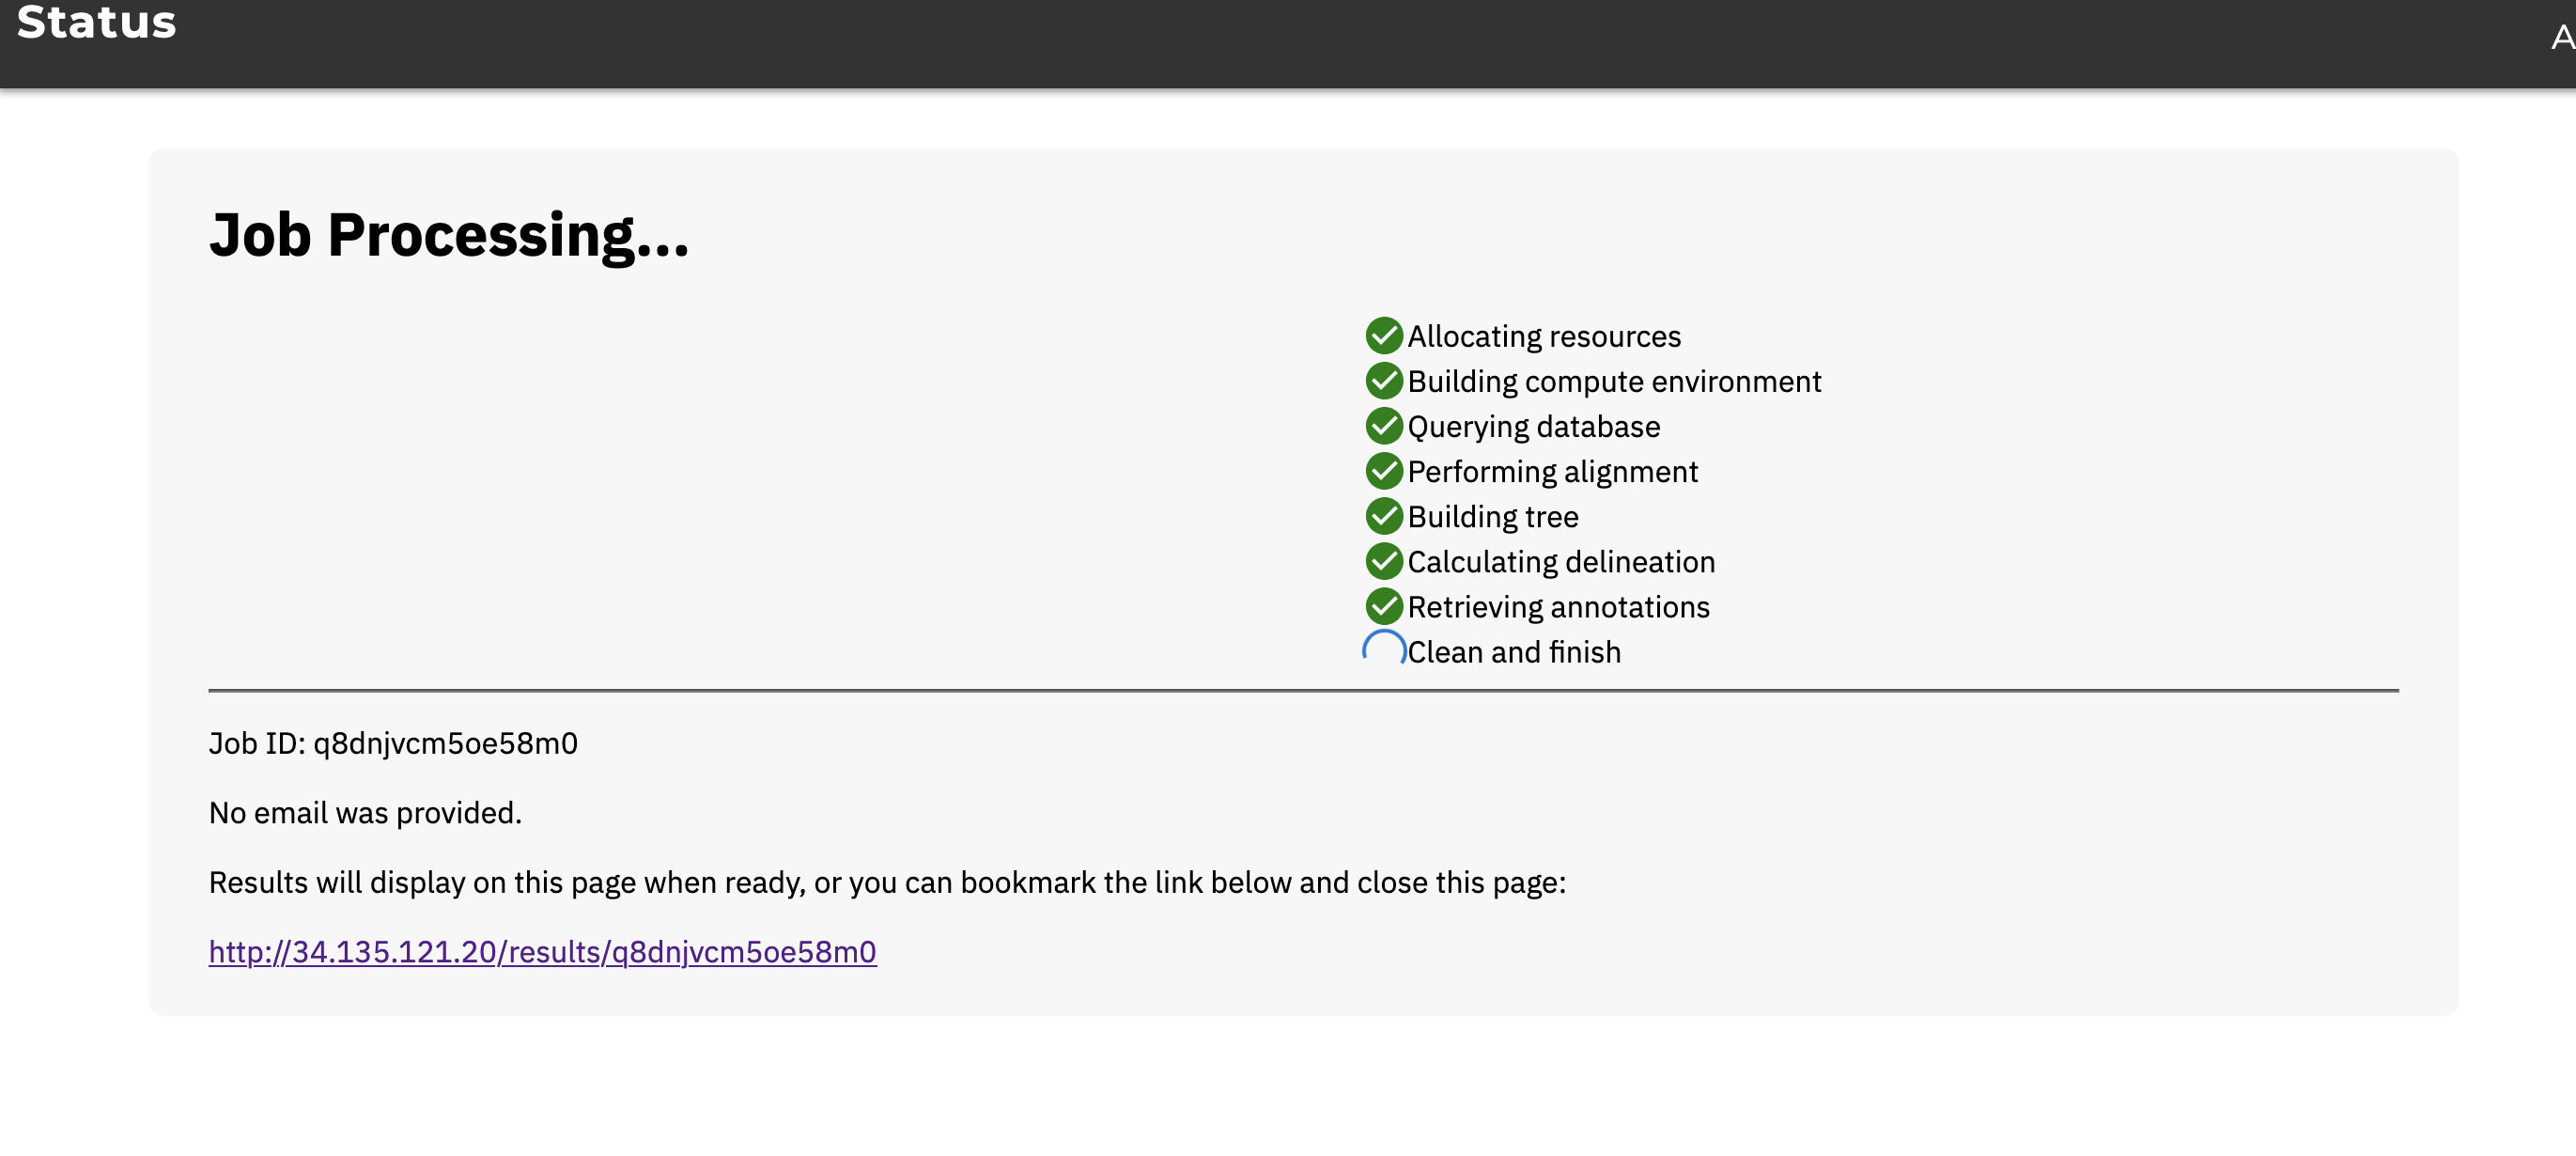 Status
A
Job Processing...
Allocating resources
Building compute environment
Querying database
Performing alignment
Building tree
Calculating delineation
Retrieving annotations
Clean and finish
Job ID: q8dnjvcm5oe58m0
No email was provided.
Results will display on this page when ready, or you can bookmark the link below and close this page:
http://34.135.121.20/results/q8dnjvcm5oe58m0